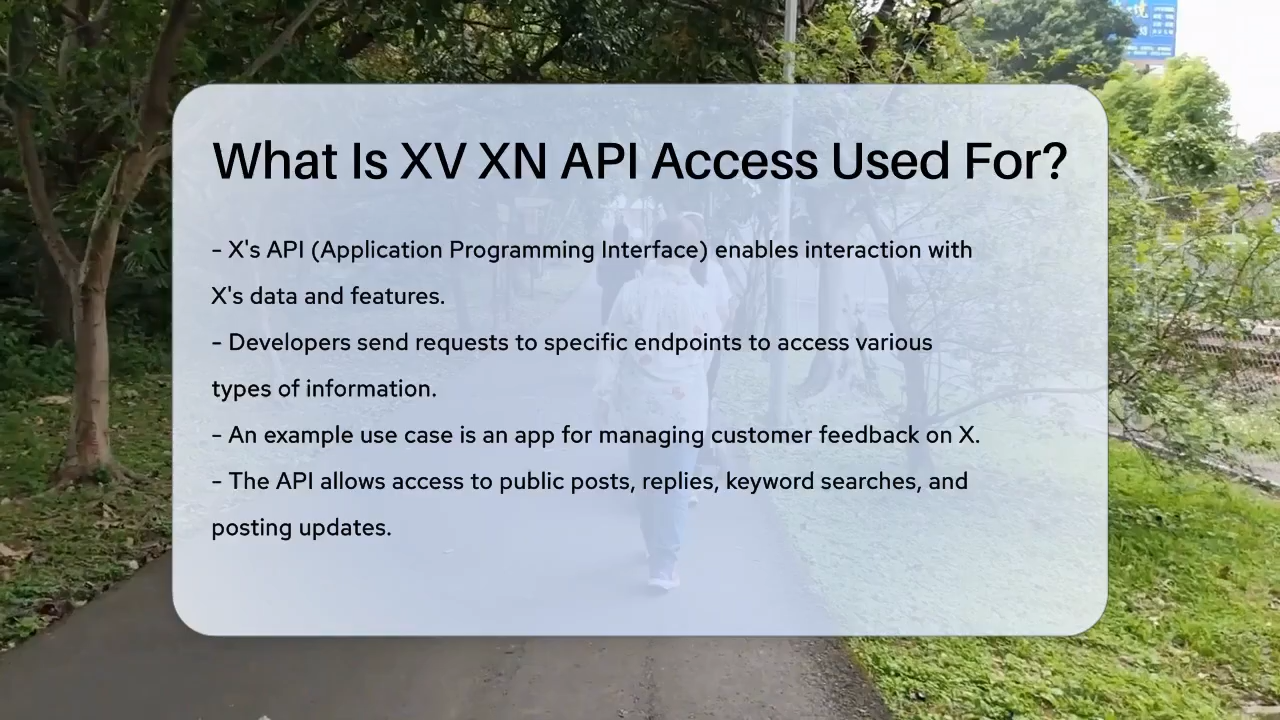 What Is XV XN API Access Used For?
- X's API (Application Programming Interface) enables interaction with
X's data and features.
- Developers send requests to specific endpoints to access various
types of information.
- An example use case is an app for managing customer feedback on X.
- The API allows access to public posts, replies, keyword searches, and
posting updates.